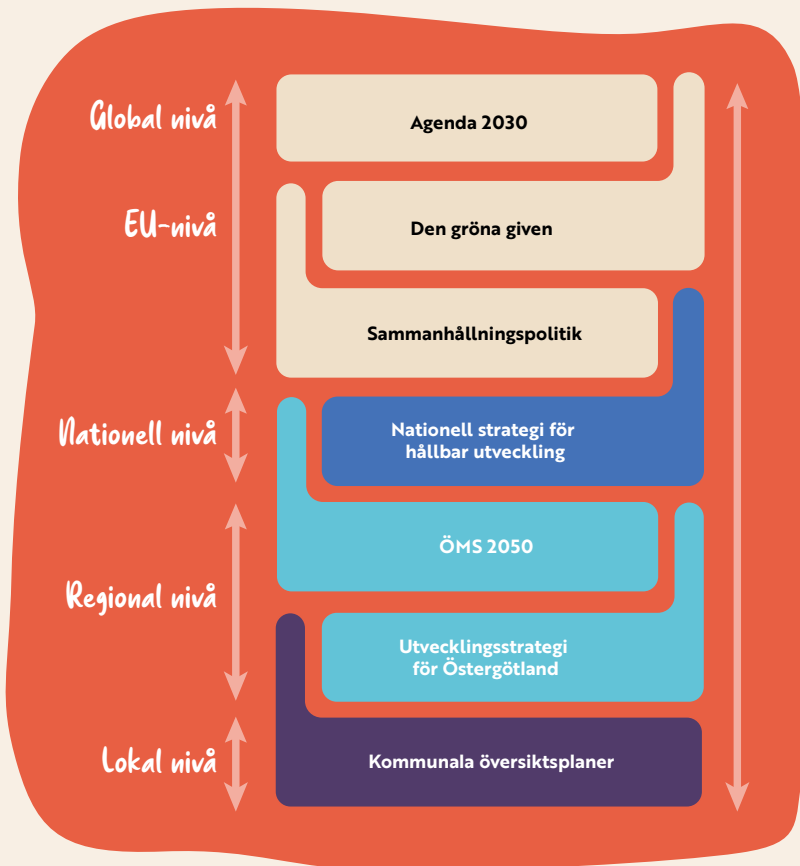 Global nivå
Agenda 2030
EU-nivå
Den gröna given
Sammanhållningspolitik
Nationell nivå
Nationell strategi för
hållbar utveckling
ÖMS 2050
Regional nivå
Utvecklingsstrategi
för Östergötland
Lokal nivå
Kommunala översiktsplaner